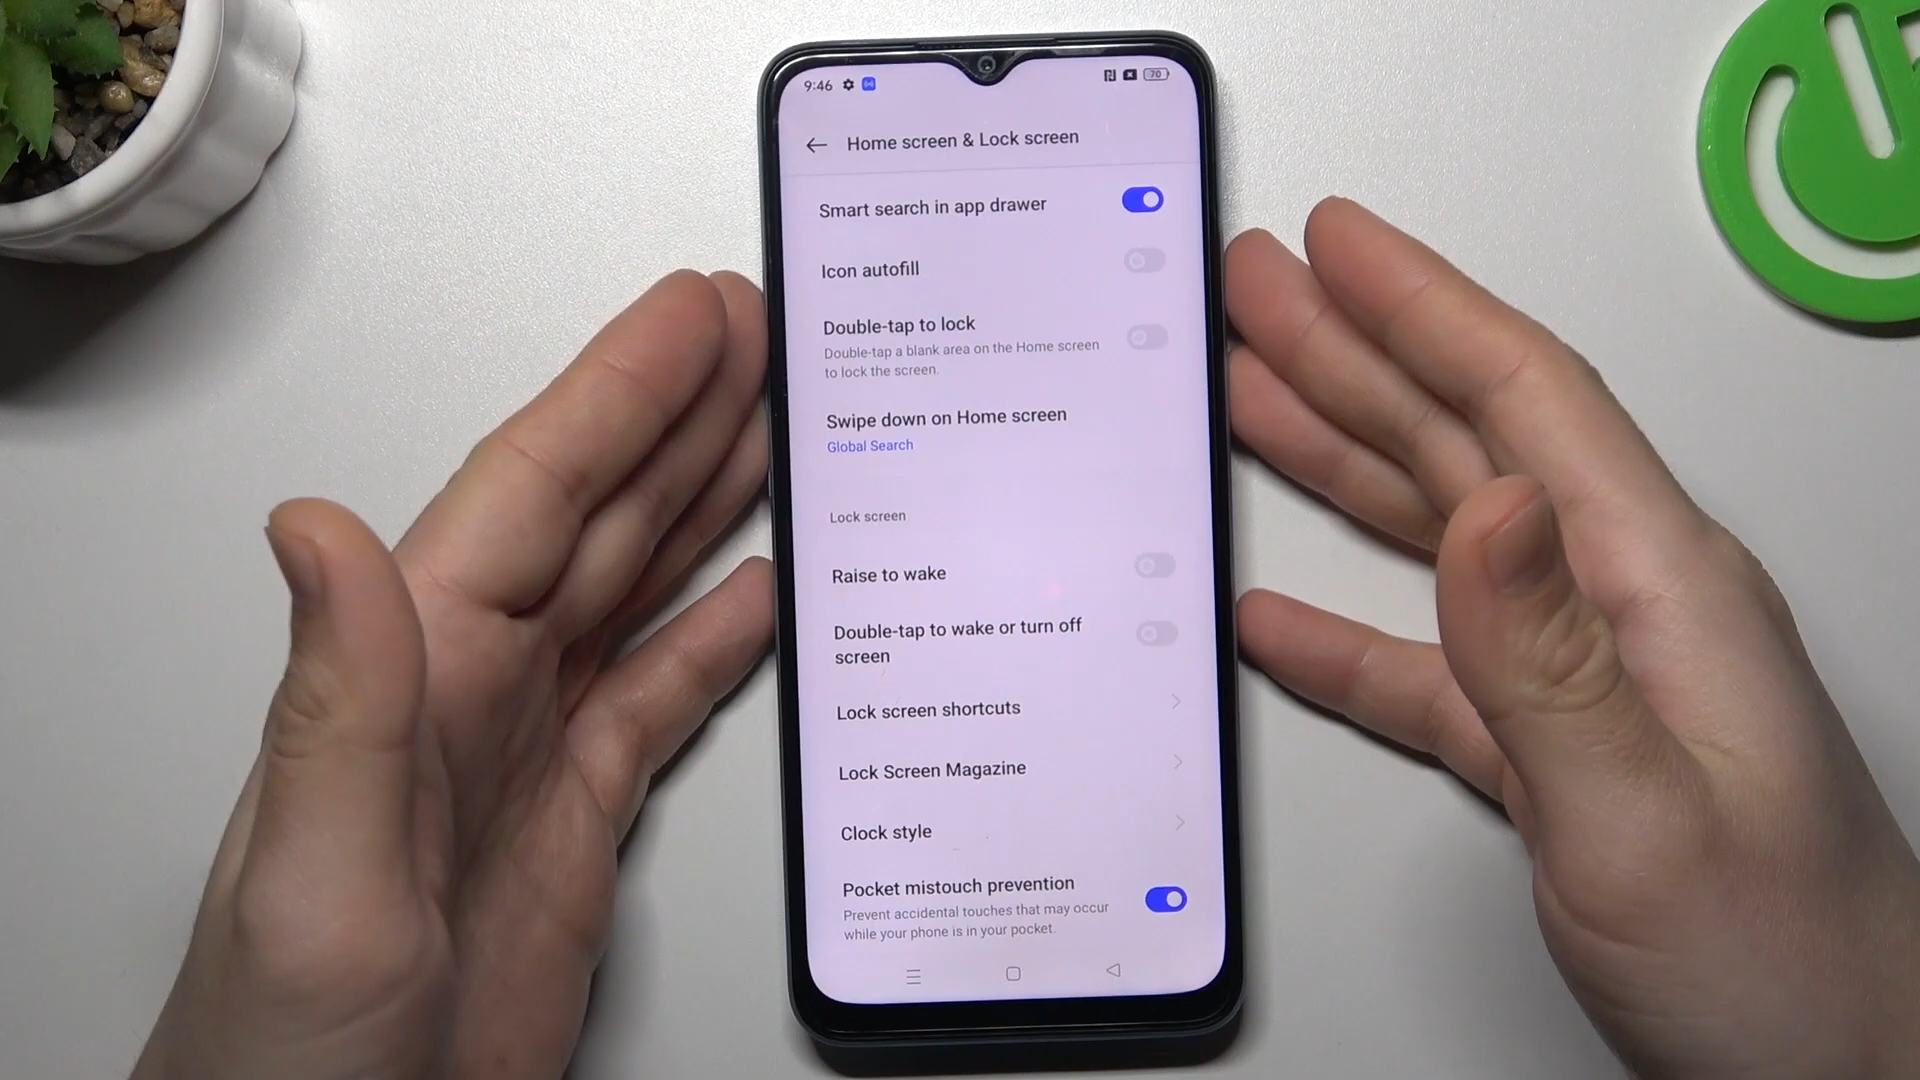 9:46
70
Home screen & Lock screen
Smart search in app drawer
Icon autofill
Double-tap to lock
Double-tap a blank area on the Home screen
to lock the screen.
Swipe down on Home screen
Global Search
Lock screen
Raise to wake
Double-tap to wake or turn off
screen
Lock screen shortcuts
Lock Screen Magazine
Clock style
Pocket mistouch prevention
Prevent accidental touches that may occur
while your phone is in your pocket.